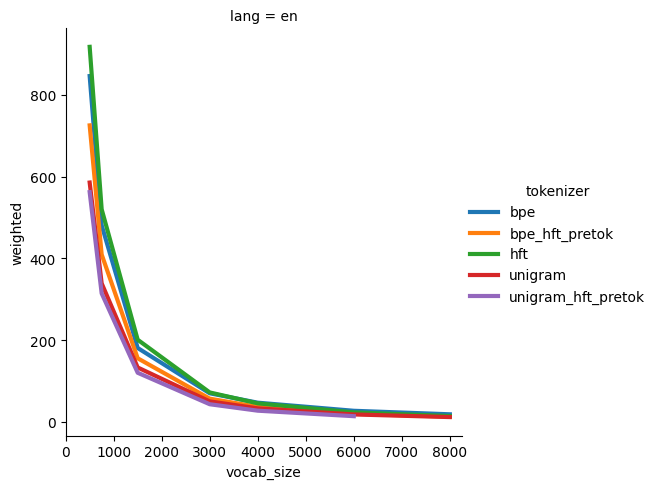 lang = en
weighted
800
600
400
200
0
0 1000 2000 3000 4000 5000 6000 7000 8000
vocab_size
tokenizer
bpe
bpe_hft_pretok
hft
unigram
unigram_hft_pretok